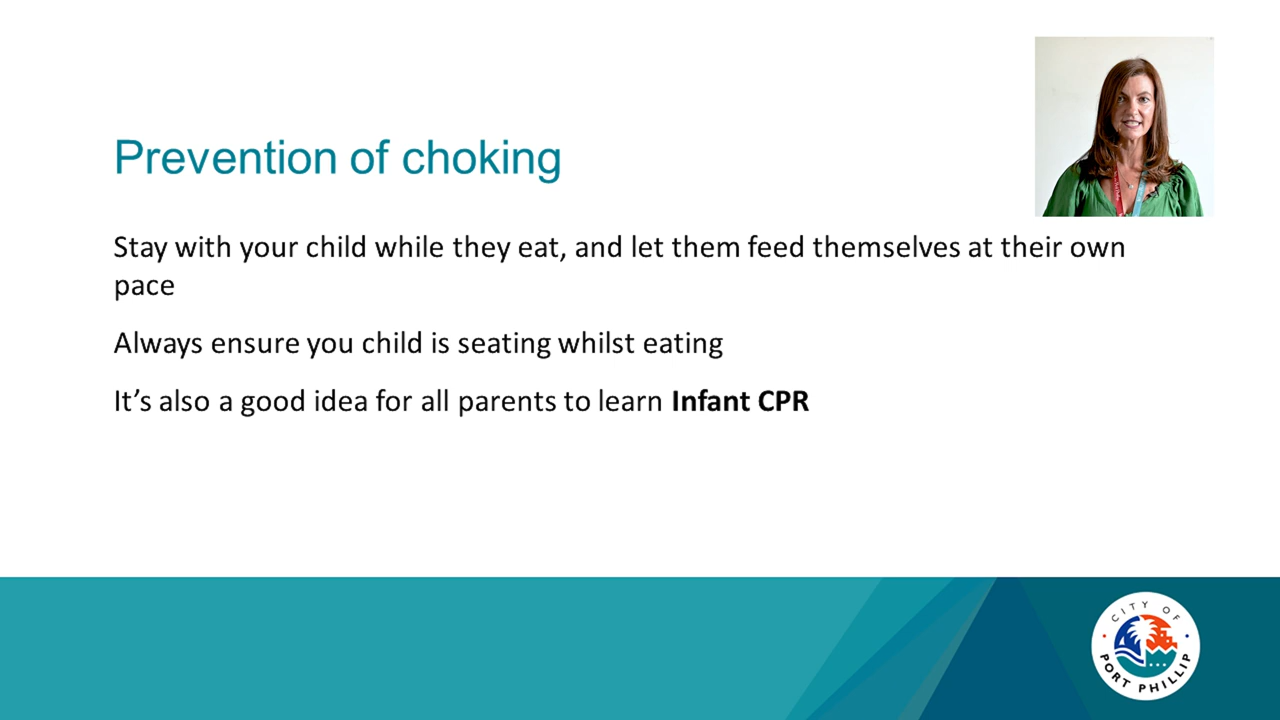 Prevention of choking
Stay with your child while they eat, and let them feed themselves at their own
pace
Always ensure you child is seating whilst eating
It’s also a good idea for all parents to learn Infant CPR
CITY OF
PORT PHILLIP